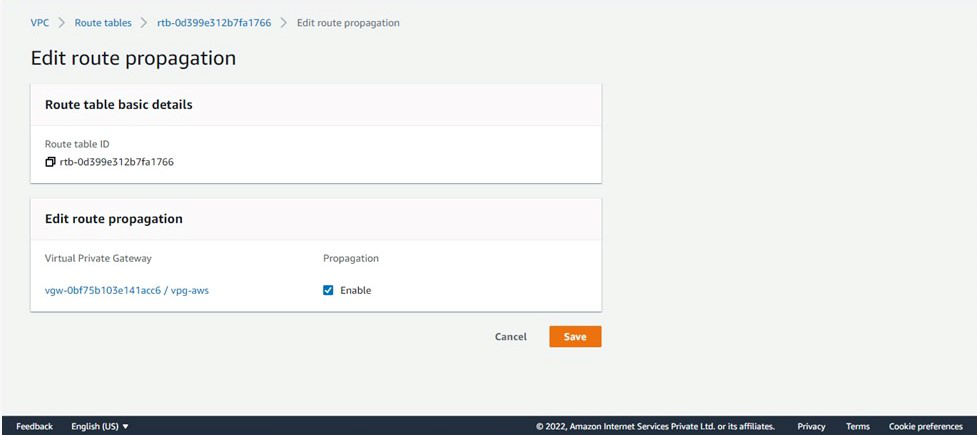 VPC > Route tables > rtb-0d399e312b7fa1766 > Edit route propagation
Edit route propagation
Route table basic details
Route table ID
rtb-0d399e312b7fa1766
Edit route propagation
Virtual Private Gateway Propagation
vgw-0bf75b103e141acc6 / vpg-aws Enable
Cancel Save
Feedback English (US) ▼ © 2022, Amazon Internet Services Private Ltd. or its affiliates. Privacy Terms Cookie preferences